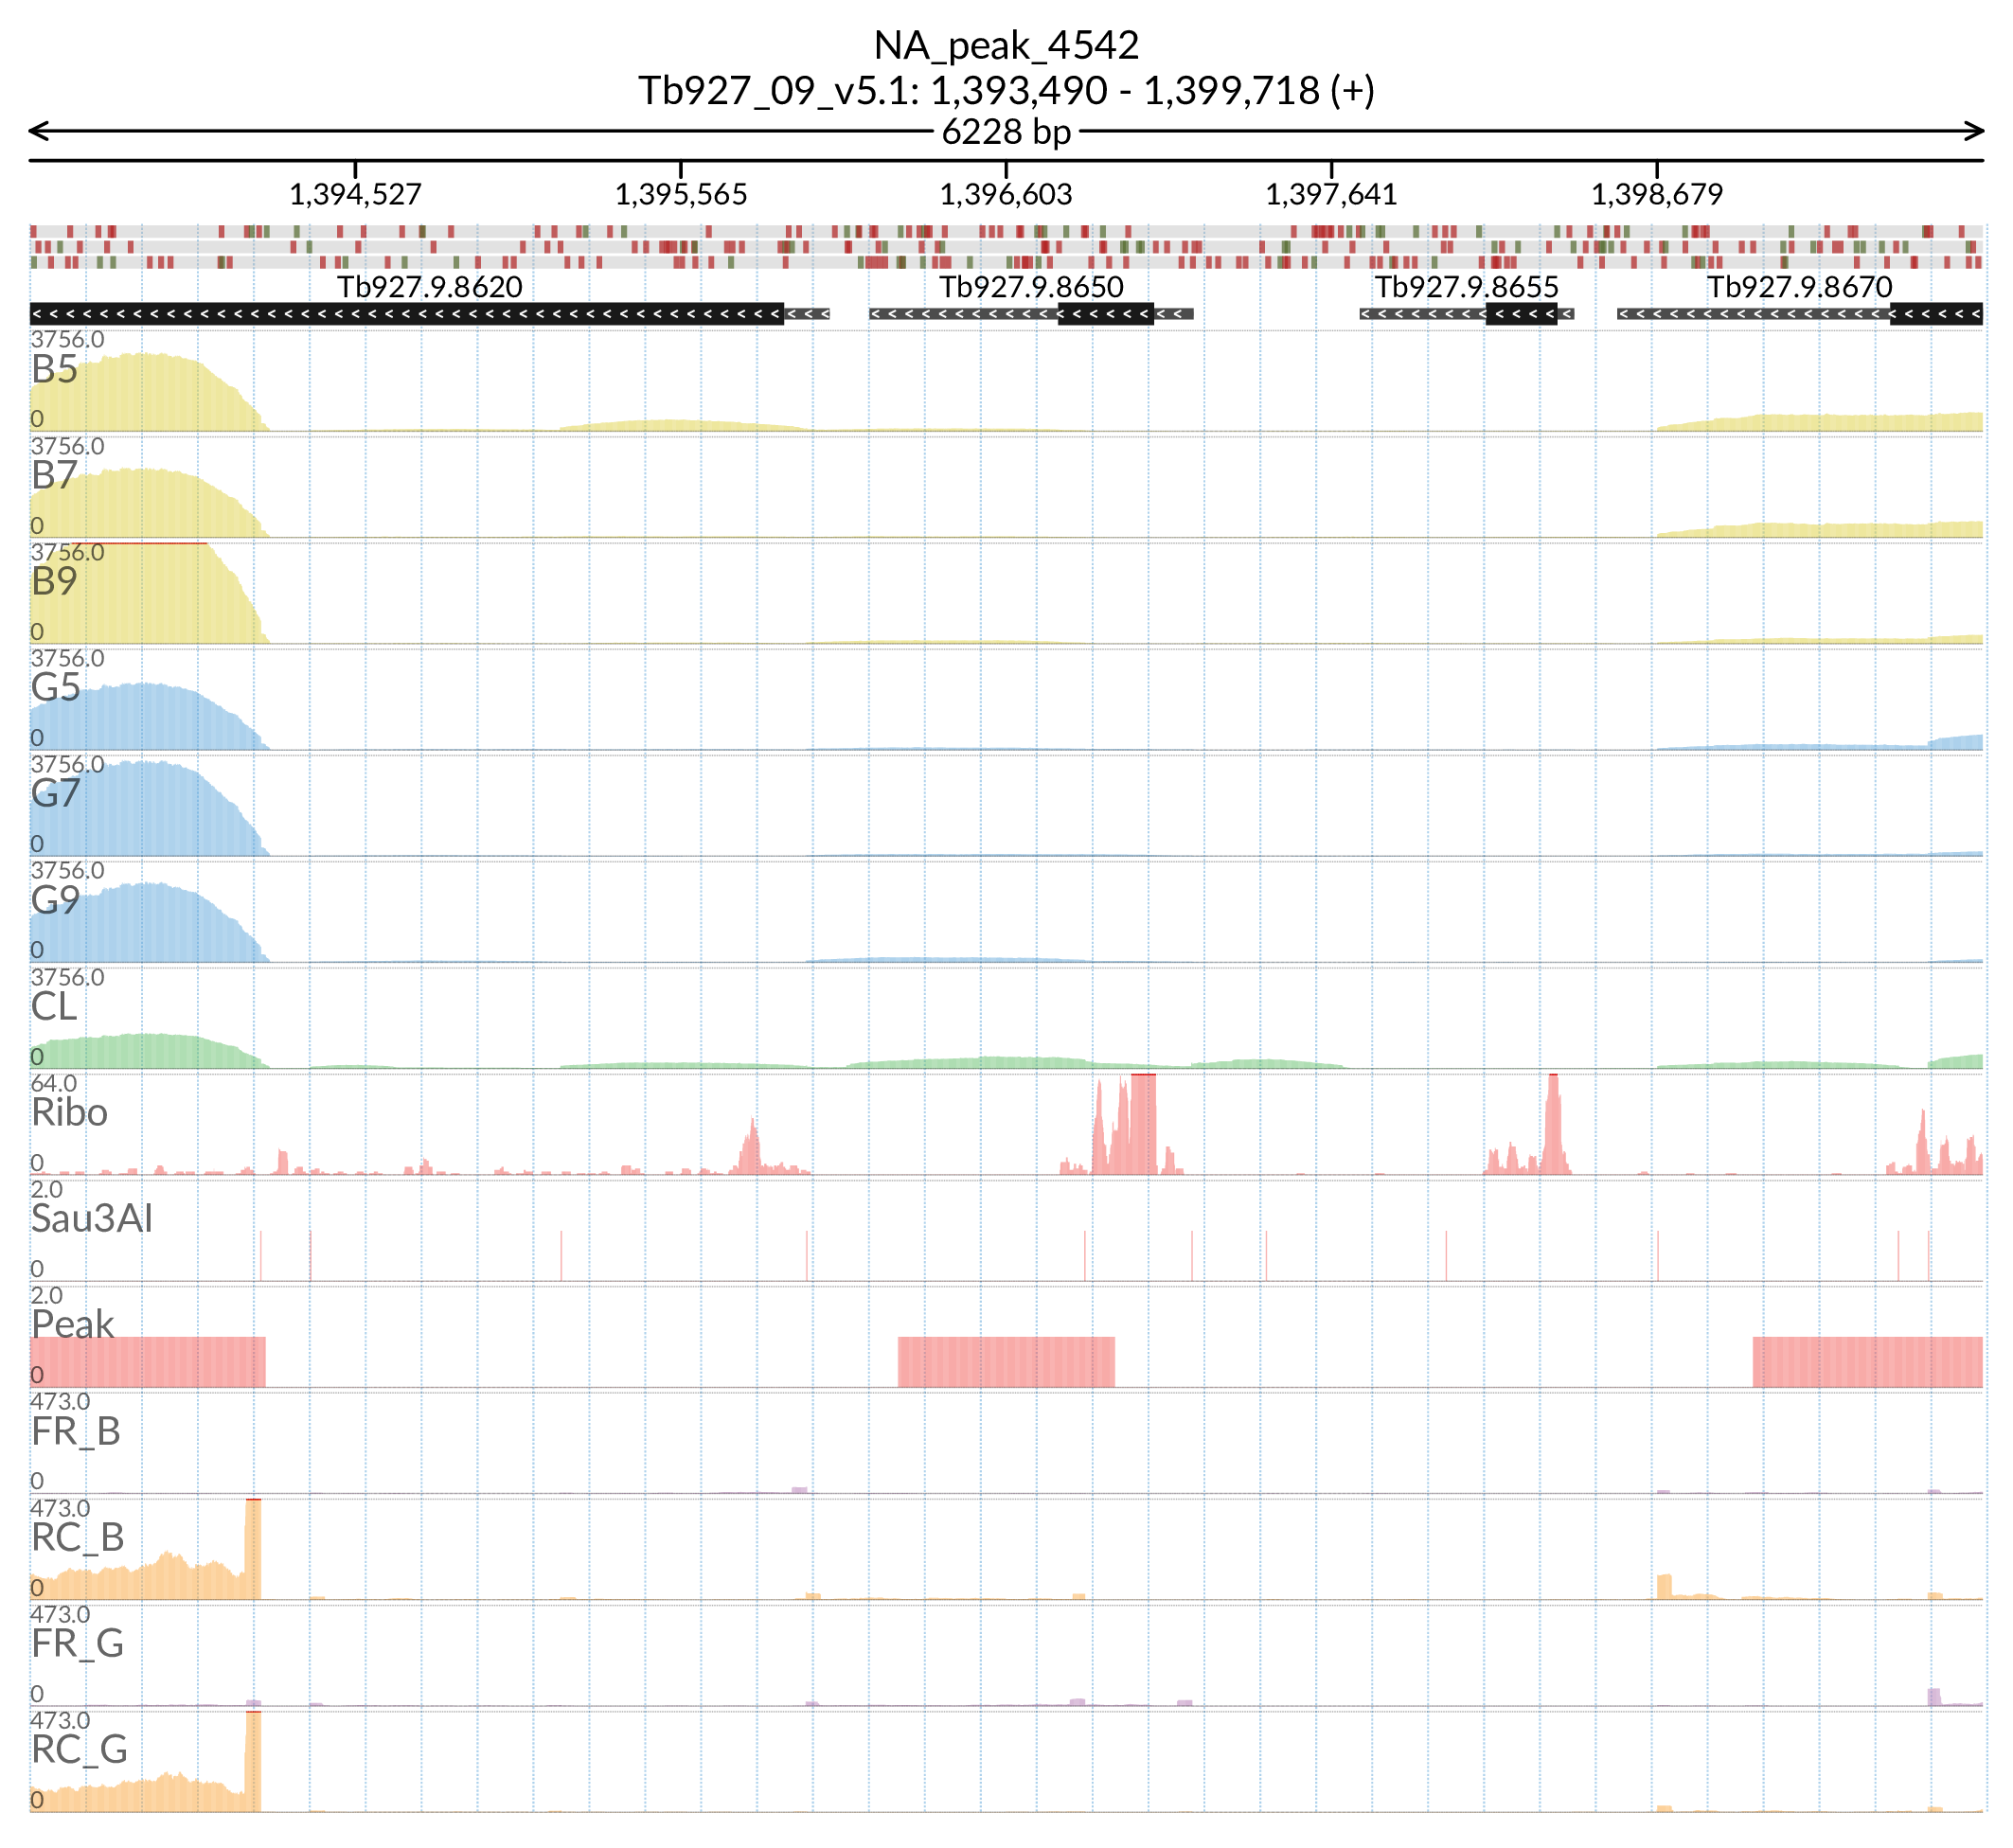 NA_peak_4542
Tb927_09_v5.1: 1,393,490 - 1,399,718 (+)
6228 bp
1,394,527 1,395,565 1,396,603 1,397,641 1,398,679
Tb927.9.8620 Tb927.9.8650 Tb927.9.8655 Tb927.9.8670
3756.0
B5
0
3756.0
B7
0
3756.0
B9
0
3756.0
G5
0
3756.0
G7
0
3756.0
G9
0
3756.0
CL
0
64.0
Ribo
0
2.0
Sau3AI
0
2.0
Peak
0
473.0
FR_B
0
473.0
RC_B
0
473.0
FR_G
0
473.0
RC_G
0